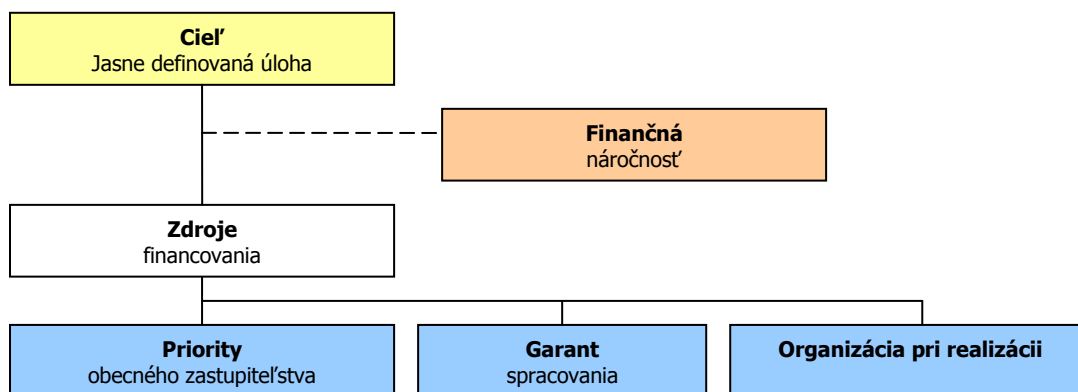 Cieľ
Jasne definovaná úloha
Finančná
náročnosť
Zdroje
financovania
Priority
obecného zastupiteľstva
Garant
spracovania
Organizácia pri realizácii